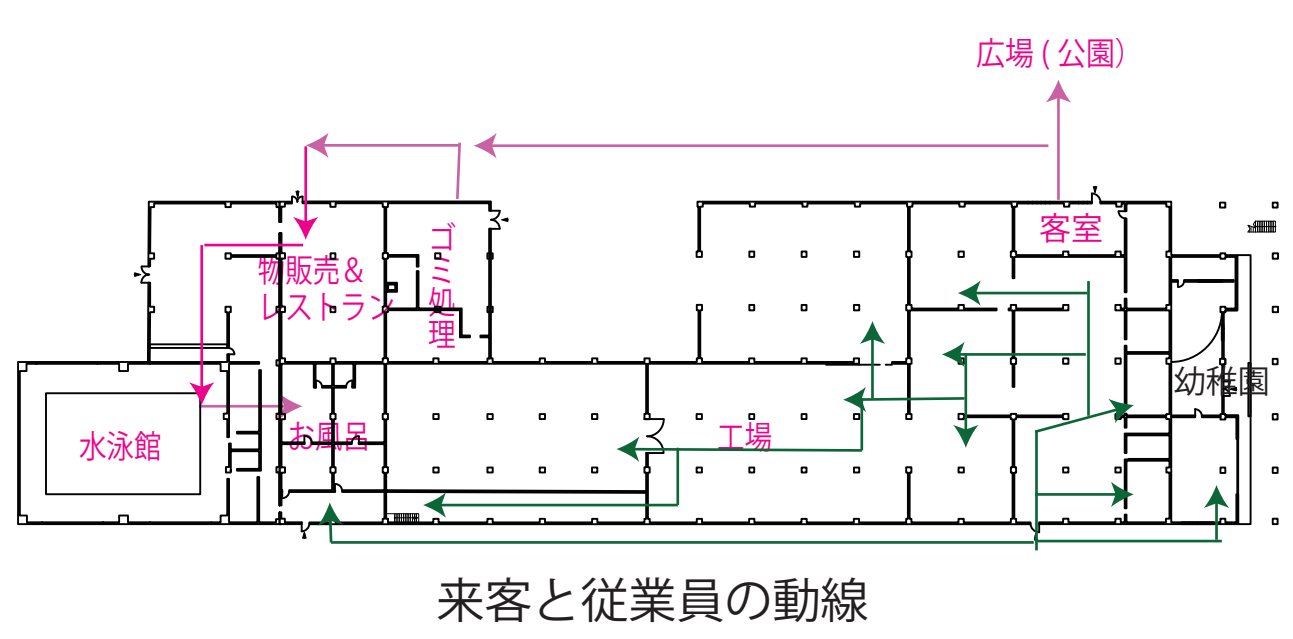 広場 ( 公園)
客室
ゴミ処理
物販売＆
レストラン
幼稚園
水泳館
お風呂
工場
来客と従業員の動線